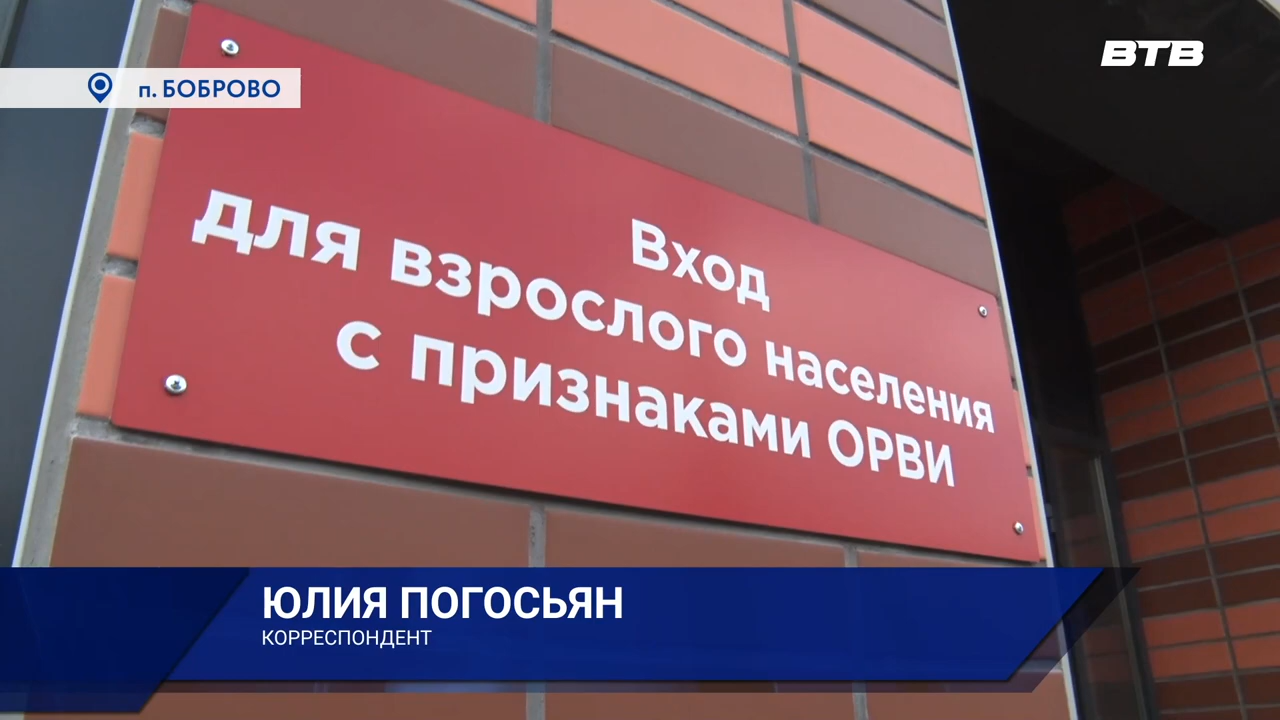 ВТВ
п. БОБРОВО
Вход
для взрослого населения
с признаками ОРВИ
ЮЛИЯ ПОГОСЬЯН
КОРРЕСПОНДЕНТ